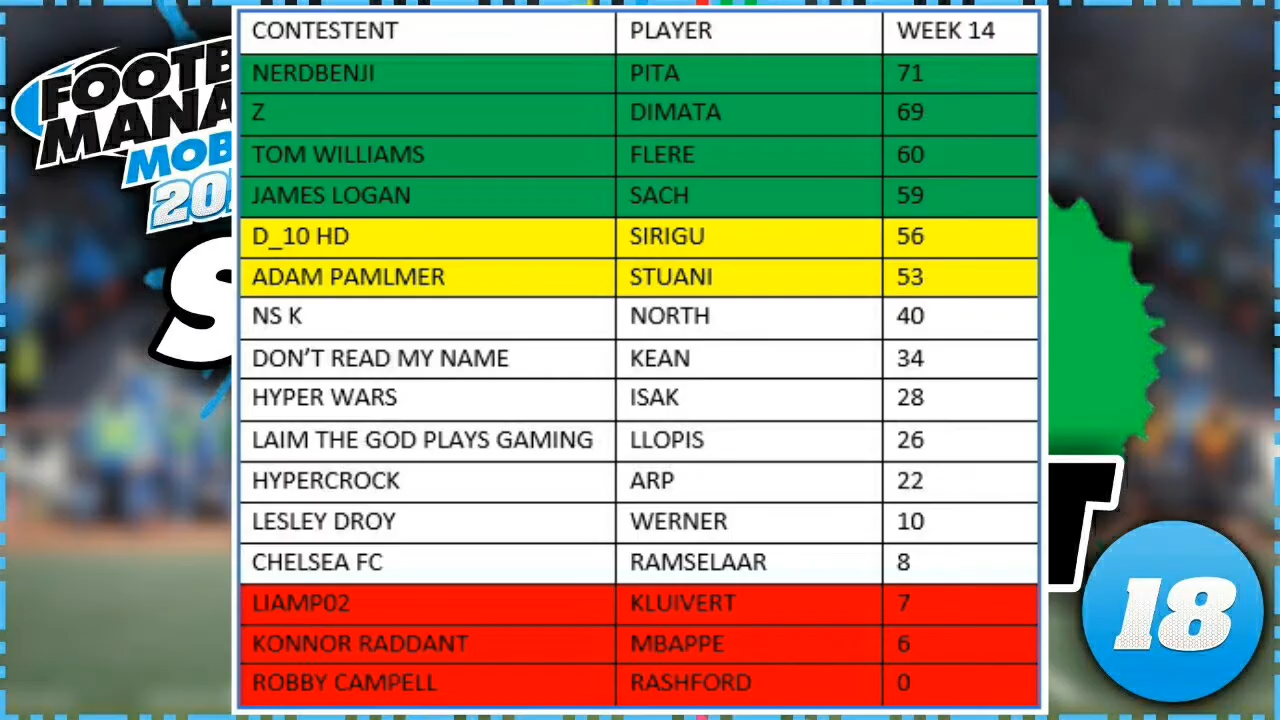 CONTESTENT PLAYER WEEK 14
NERDBENJI PITA 71
Z DIMATA 69
TOM WILLIAMS FLERE 60
JAMES LOGAN SACH 59
D_10 HD SIRIGU 56
ADAM PAMLMER STUANI 53
NS K NORTH 40
DON’T READ MY NAME KEAN 34
HYPER WARS ISAK 28
LAIM THE GOD PLAYS GAMING LLOPIS 26
HYPERCROCK ARP 22
LESLEY DROY WERNER 10
CHELSEA FC RAMSELAAR 8
LIAMP02 KLUIVERT 7
KONNOR RADDANT MBAPPE 6
ROBBY CAMPELL RASHFORD 0
18